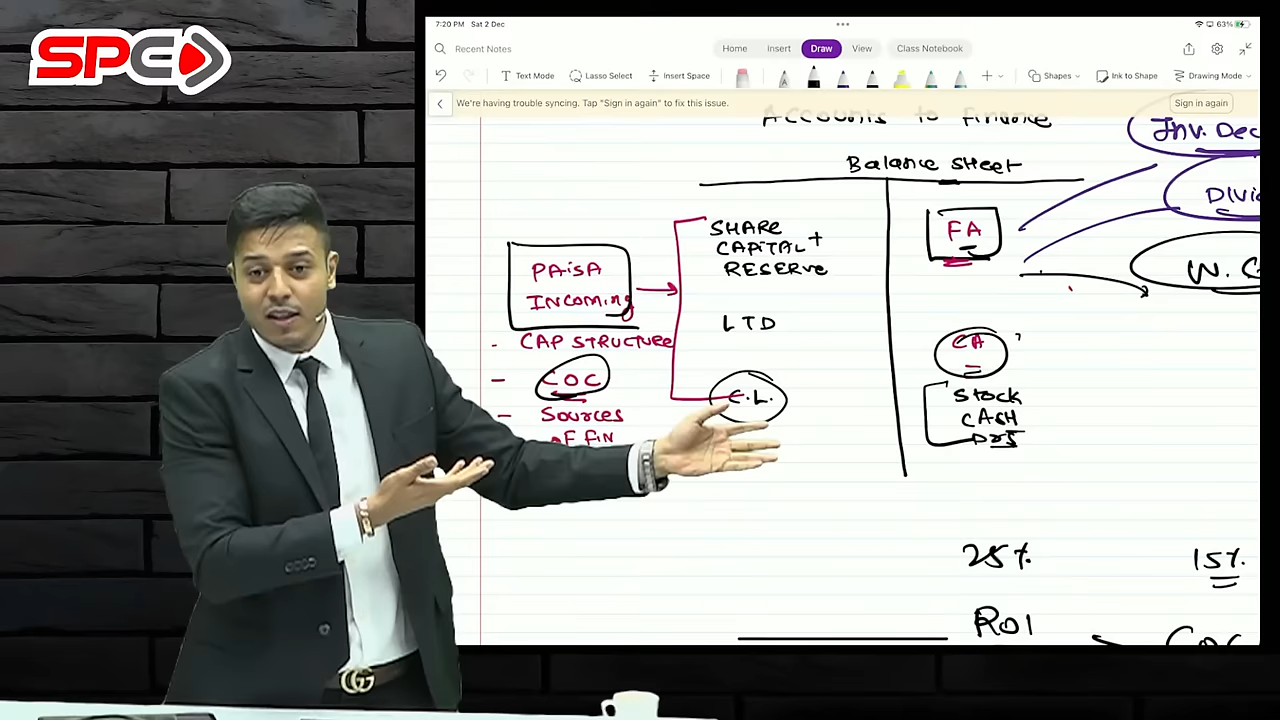 SPC
7:20 PM Sat 2 Dec
63%
Recent Notes
Home
Insert
Draw
View
Class Notebook
Text Mode
Lasso Select
Insert Space
Shapes
Ink to Shape
Drawing Mode
We're having trouble syncing. Tap "Sign in again" to fix this issue.
Sign in again
Accounts to Finance
Balance sheet
Inv. Dec
Divi
W. C
SHARE
CAPITAL +
RESERVE
LTD
C.L.
FA
CA
Stock
CASH
PAISA
INCOMING
- CAP STRUCTURE
- COC
- Sources
OF FIN
25%
15%
ROI
COC